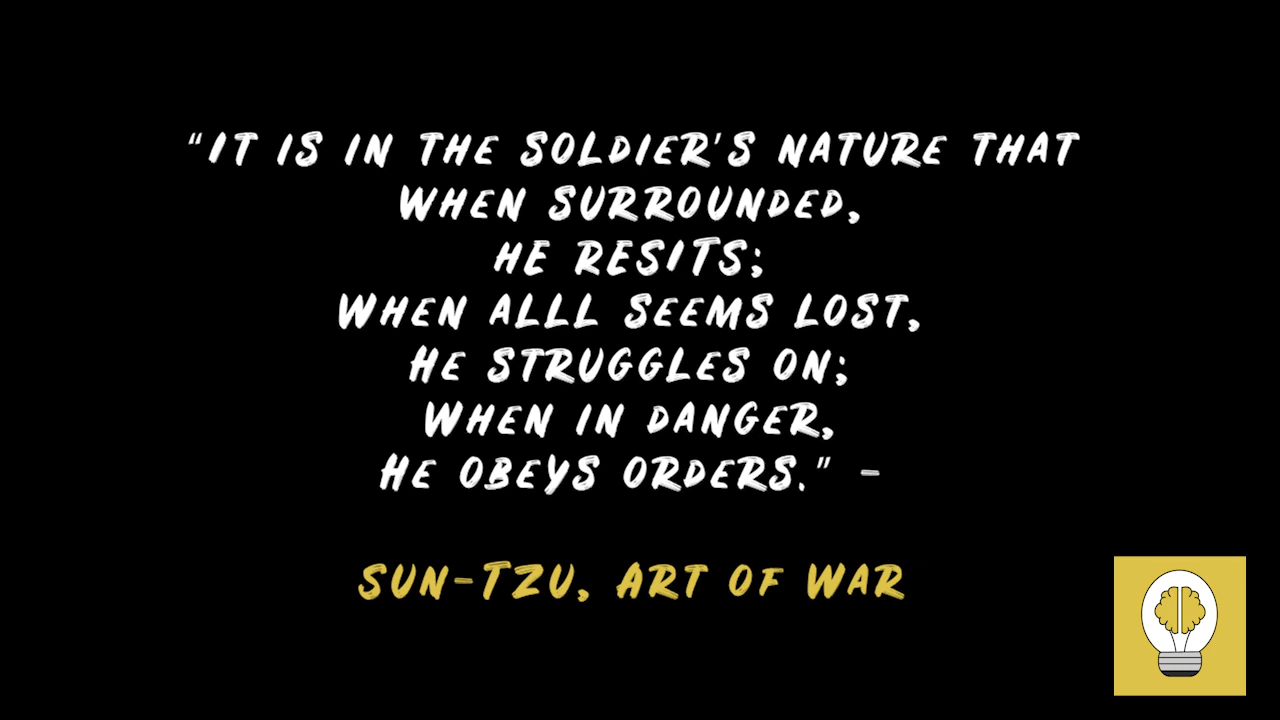 "IT IS IN THE SOLDIER'S NATURE THAT
WHEN SURROUNDED,
HE RESITS;
WHEN ALLL SEEMS LOST,
HE STRUGGLES ON;
WHEN IN DANGER,
HE OBEYS ORDERS." -
SUN-TZU, ART OF WAR